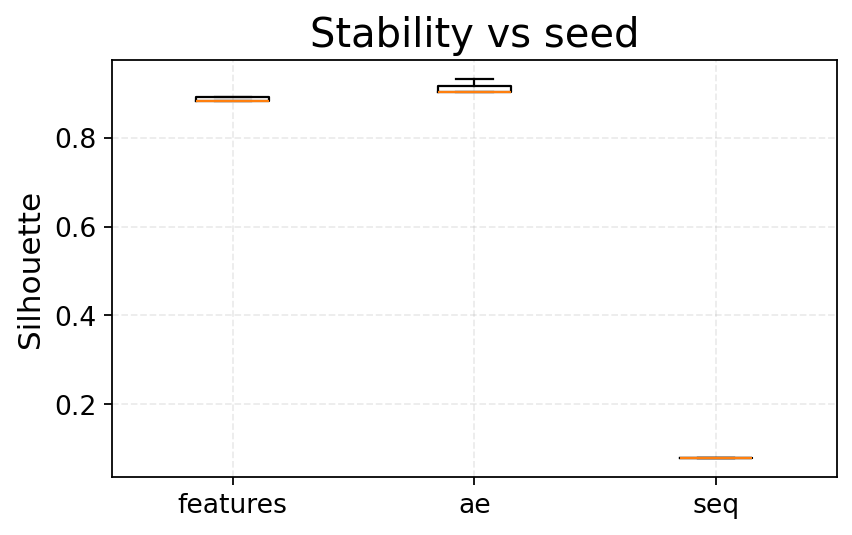 Stability vs seed
Silhouette
0.8
0.6
0.4
0.2
features
ae
seq